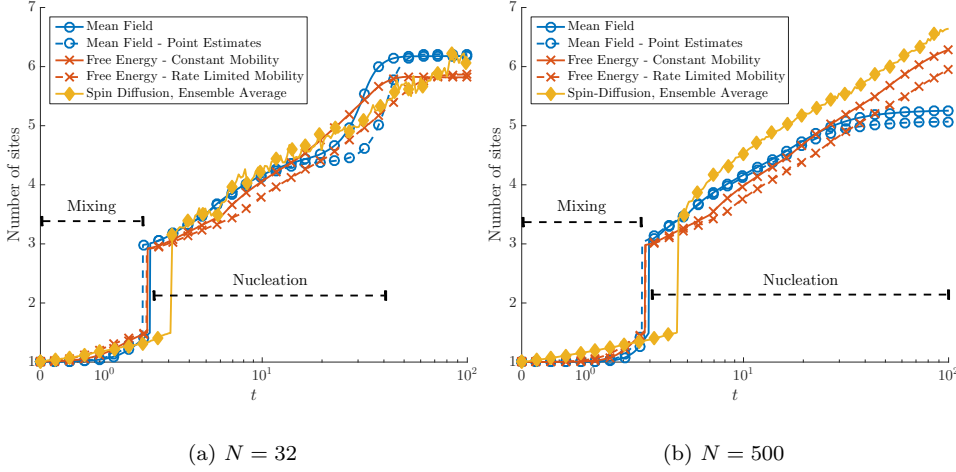 Mean Field
Mean Field - Point Estimates
Free Energy - Constant Mobility
Free Energy - Rate Limited Mobility
Spin Diffusion, Ensemble Average
Number of sites
6
5
4
3
2
1
Mixing
Nucleation
0
10^0
10^1
10^2
t
(a) N = 32
Mean Field
Mean Field - Point Estimates
Free Energy - Constant Mobility
Free Energy - Rate Limited Mobility
Spin-Diffusion, Ensemble Average
Number of sites
6
5
4
3
2
1
Mixing
Nucleation
0
10^0
10^1
10^2
t
(b) N = 500